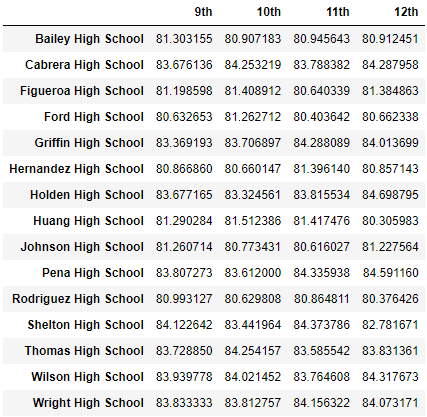 9th 10th 11th 12th
Bailey High School 81.303155 80.907183 80.945643 80.912451
Cabrera High School 83.676136 84.253219 83.788382 84.287958
Figueroa High School 81.198598 81.408912 80.640339 81.384863
Ford High School 80.632653 81.262712 80.403642 80.662338
Griffin High School 83.369193 83.706897 84.288089 84.013699
Hernandez High School 80.866860 80.660147 81.396140 80.857143
Holden High School 83.677165 83.324561 83.815534 84.698795
Huang High School 81.290284 81.512386 81.417476 80.305983
Johnson High School 81.260714 80.773431 80.616027 81.227564
Pena High School 83.807273 83.612000 84.335938 84.591160
Rodriguez High School 80.993127 80.629808 80.864811 80.376426
Shelton High School 84.122642 83.441964 84.373786 82.781671
Thomas High School 83.728850 84.254157 83.585542 83.831361
Wilson High School 83.939778 84.021452 83.764608 84.317673
Wright High School 83.833333 83.812757 84.156322 84.073171